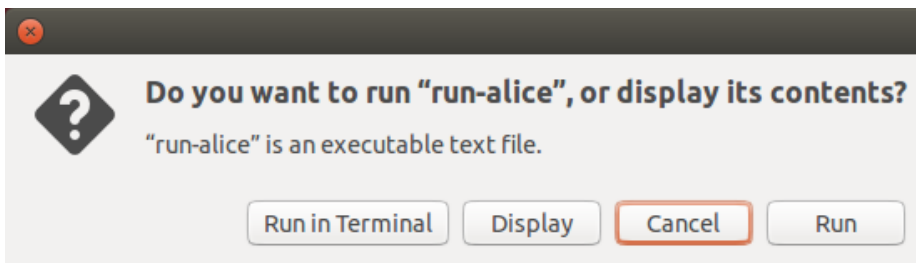 Do you want to run “run-alice”, or display its contents?
“run-alice” is an executable text file.
Run in Terminal Display Cancel Run